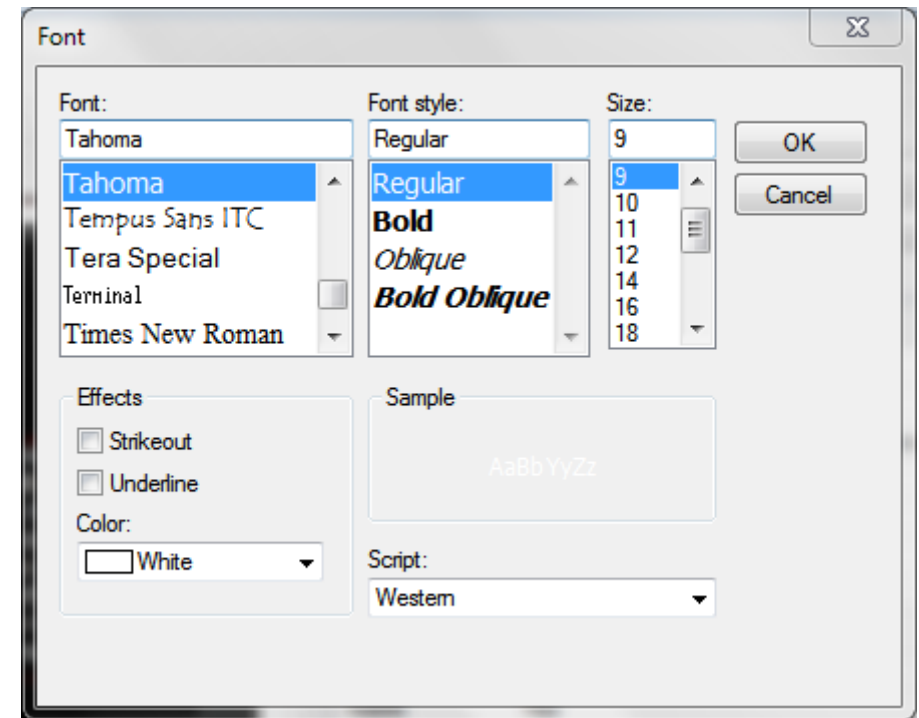 Font
Font:
Tahoma
Tahoma
Tempus Sans ITC
Tera Special
Terminal
Times New Roman
Font style:
Regular
Regular
Bold
Oblique
Bold Oblique
Size:
9
9
10
11
12
14
16
18
OK
Cancel
Effects
Strikeout
Underline
Color:
White
Sample
AaBbYyZz
Script:
Western